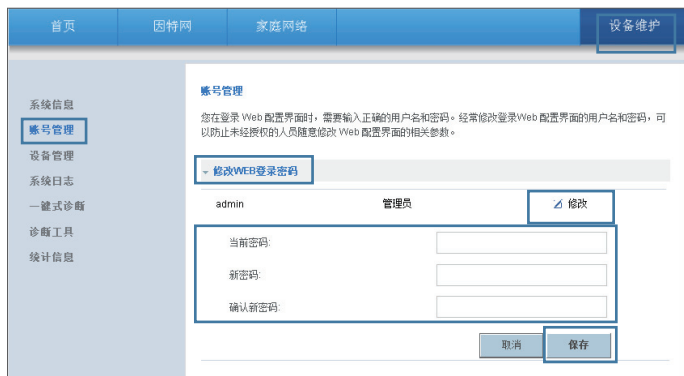 首页 因特网 家庭网络 设备维护
系统信息
账号管理
设备管理
系统日志
一键式诊断
诊断工具
统计信息
账号管理
您在登录 Web 配置界面时，需要输入正确的用户名和密码。经常修改登录Web 配置界面的用户名和密码，可
以防止未经授权的人员随意修改 Web 配置界面的相关参数。
修改WEB登录密码
admin 管理员 修改
当前密码:
新密码:
确认新密码:
取消 保存